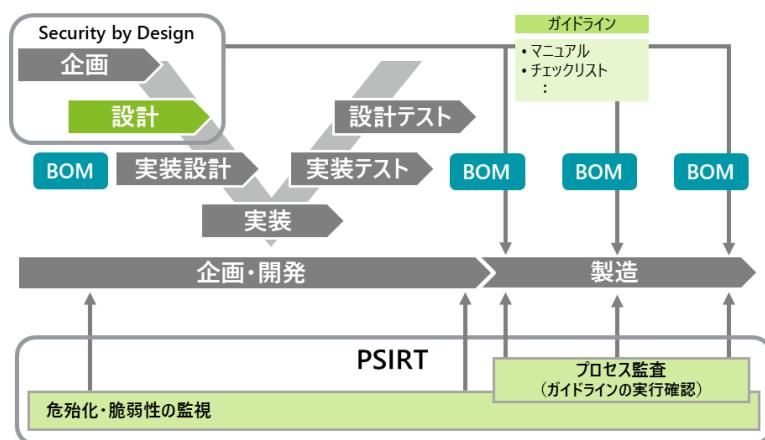 Security by Design
企画
設計
BOM
実装設計
実装
実装テスト
設計テスト
ガイドライン
• マニュアル
• チェックリスト
：
BOM
BOM
BOM
企画・開発
製造
PSIRT
プロセス監査
（ガイドラインの実行確認）
危殆化・脆弱性の監視